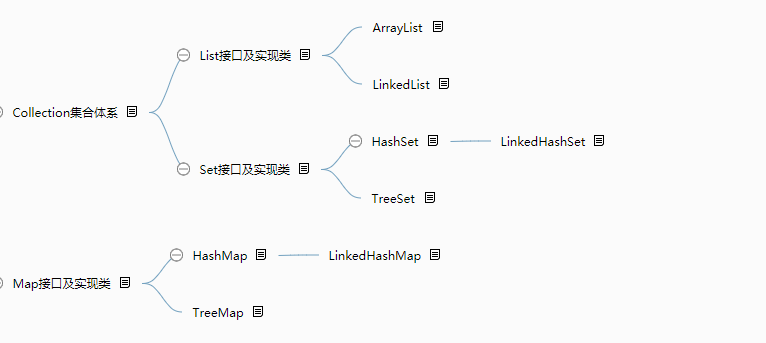 Collection集合体系
List接口及实现类
ArrayList
LinkedList
Set接口及实现类
HashSet
LinkedHashSet
TreeSet
Map接口及实现类
HashMap
LinkedHashMap
TreeMap